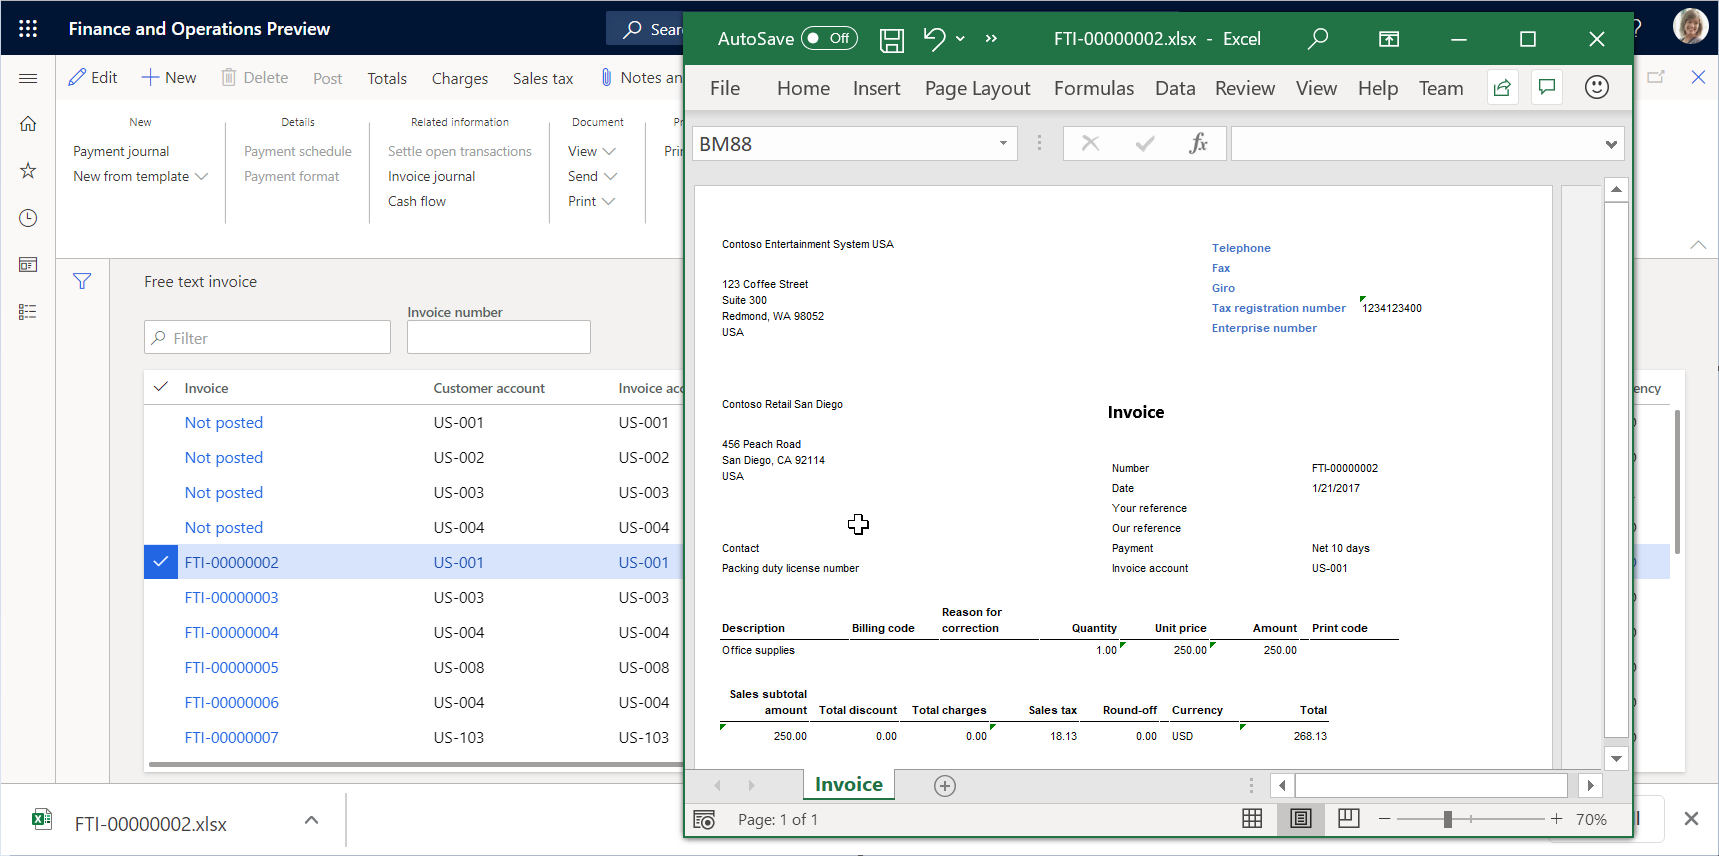 Finance and Operations Preview
Sear
?
Edit
New
Delete
Post
Totals
Charges
Sales tax
Notes an
New
Details
Related information
Document
Pr
Payment journal
Payment schedule
Settle open transactions
View
Prin
New from template
Payment format
Invoice journal
Send
Cash flow
Print
Free text invoice
Invoice number
Filter
Invoice Customer account Invoice acc
ency
Not posted US-001 US-001
Not posted US-002 US-002
Not posted US-003 US-003
Not posted US-004 US-004
FTI-00000002 US-001 US-001
FTI-00000003 US-003 US-003
FTI-00000004 US-004 US-004
FTI-00000005 US-008 US-008
FTI-00000006 US-004 US-004
FTI-00000007 US-103 US-103
FTI-00000002.xlsx
AutoSave Off
FTI-00000002.xlsx - Excel
File Home Insert Page Layout Formulas Data Review View Help Team
BM88
fx
Contoso Entertainment System USA
123 Coffee Street
Suite 300
Redmond, WA 98052
USA
Telephone
Fax
Giro
Tax registration number 1234123400
Enterprise number
Contoso Retail San Diego
456 Peach Road
San Diego, CA 92114
USA
Invoice
Number FTI-00000002
Date 1/21/2017
Your reference
Our reference
Contact
Payment Net 10 days
Packing duty license number
Invoice account US-001
Description Billing code Reason for correction Quantity Unit price Amount Print code
Office supplies 1.00 250.00 250.00
Sales subtotal amount Total discount Total charges Sales tax Round-off Currency Total
250.00 0.00 0.00 18.13 0.00 USD 268.13
Invoice
Page: 1 of 1
70%